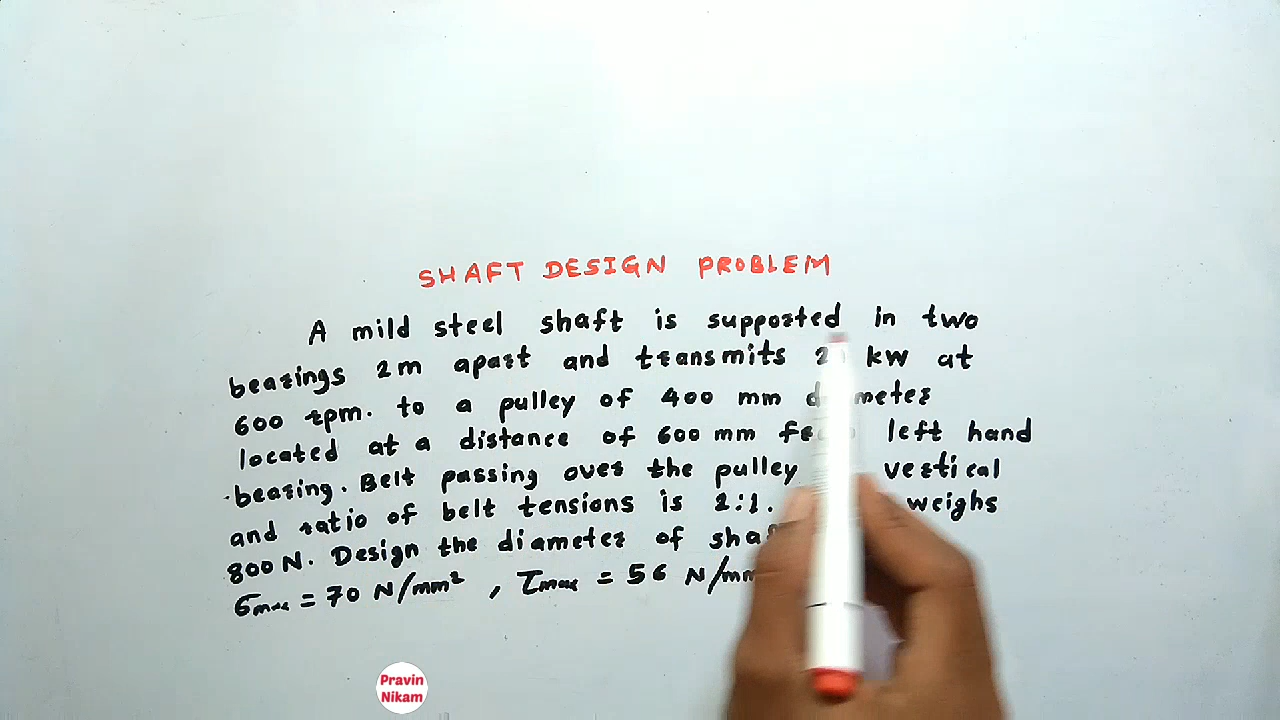 SHAFT DESIGN PROBLEM
A mild steel shaft is supported in two
bearings 2m apart and transmits kw at
600 rpm. to a pulley of 400 mm
located at a distance of 600 mm left hand
bearing. Belt passing over the pulley vertical
and ratio of belt tensions is 2:1. weighs
800 N. Design the diameter of
σmax = 70 N/mm², τmax = 56
Pravin
Nikam